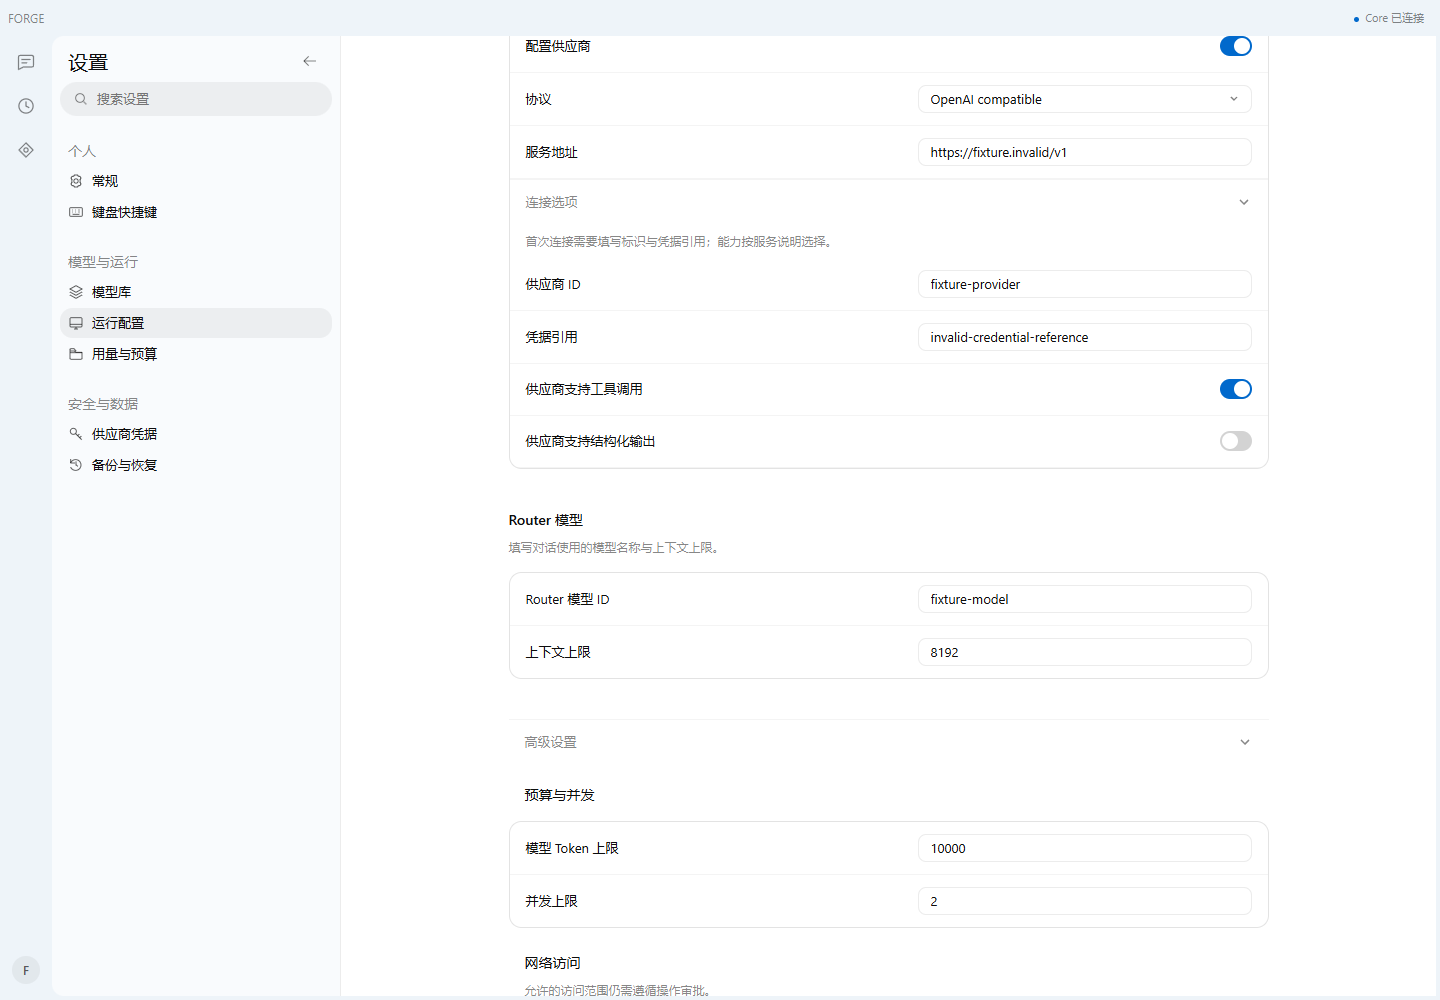 FORGE
Core 已连接
设置
搜索设置
个人
常规
键盘快捷键
模型与运行
模型库
运行配置
用量与预算
安全与数据
供应商凭据
备份与恢复
F
配置供应商
协议
OpenAI compatible
服务地址
https://fixture.invalid/v1
连接选项
首次连接需要填写标识与凭据引用；能力按服务说明选择。
供应商 ID
fixture-provider
凭据引用
invalid-credential-reference
供应商支持工具调用
供应商支持结构化输出
Router 模型
填写对话使用的模型名称与上下文上限。
Router 模型 ID
fixture-model
上下文上限
8192
高级设置
预算与并发
模型 Token 上限
10000
并发上限
2
网络访问
允许的访问范围仍需遵循操作审批。